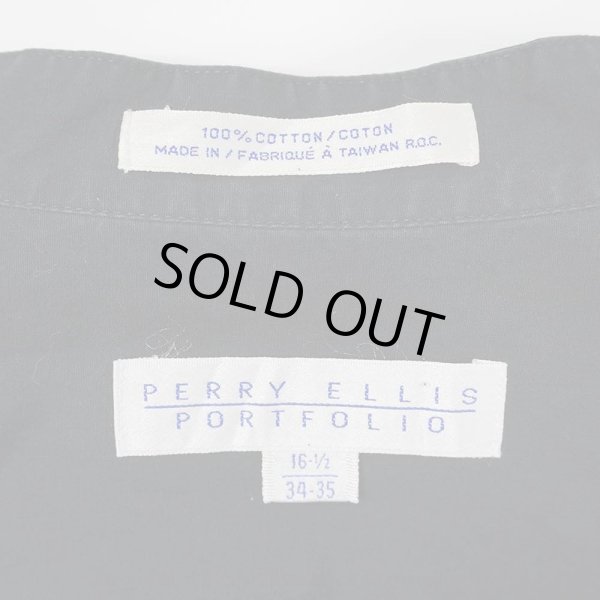 100% COTTON/COTON
MADE IN / FABRIQUÉ À TAIWAN R.O.C.
SOLD OUT
PERRY ELLIS
PORTFOLIO
16-½
34-35